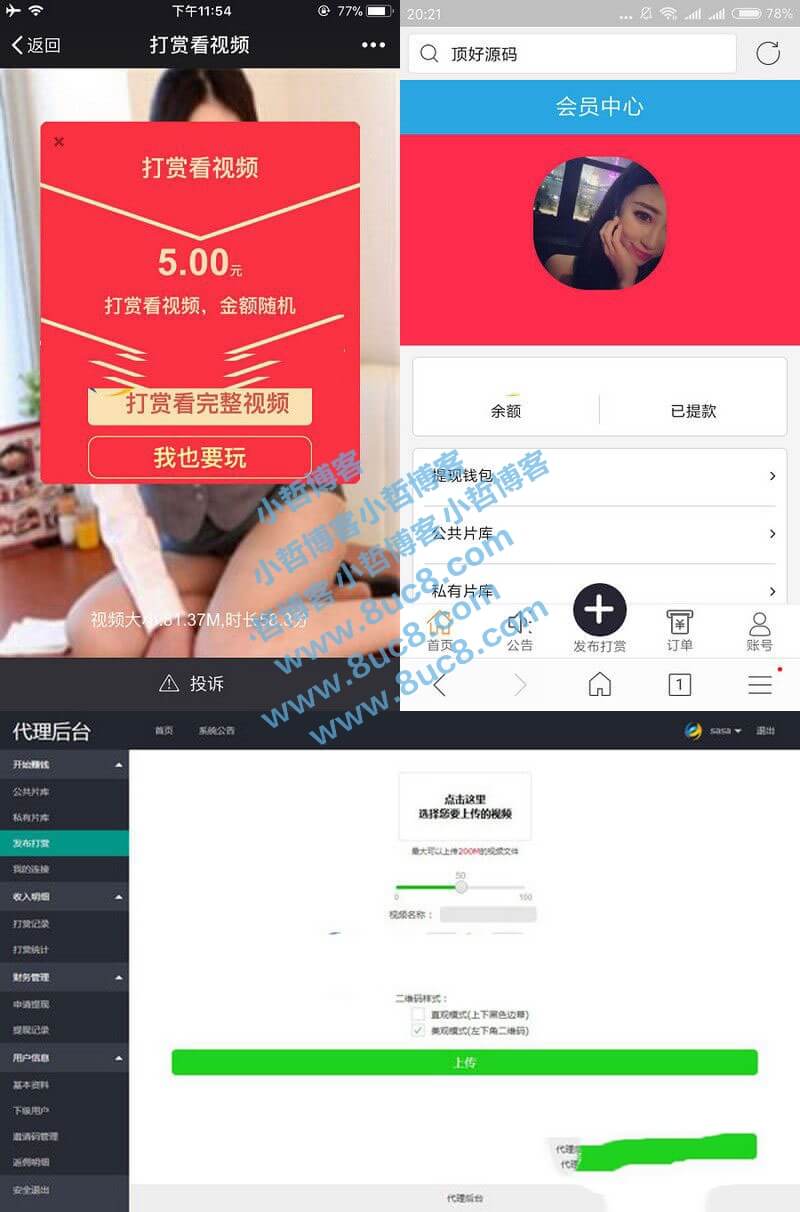 下午11:54
77%
返回
打赏看视频
打赏看视频
5.00元
打赏看视频，金额随机
打赏看完整视频
我也要玩
视频大小81.37M,时长58.3分
投诉
20:21
78%
顶好源码
会员中心
余额
已提款
提现钱包
公共片库
私有片库
首页
公告
发布打赏
订单
账号
1
小哲博客小哲博客
小哲博客小哲博客
小哲博客小哲博客
www.8uc8.com
www.8uc8.com
代理后台
首页
系统公告
sasa
退出
开始赚钱
公共片库
私有片库
发布打赏
我的连接
收入明细
打赏记录
打赏统计
财务管理
申请提现
提现记录
用户信息
基本资料
下级用户
邀请码管理
返佣明细
安全退出
点击这里
选择您要上传的视频
最大可以上传200M的视频文件
50
0
100
视频名称：
二维码样式：
直观模式(上下黑色边幕)
美观模式(左下角二维码)
上传
代理
代理
代理后台